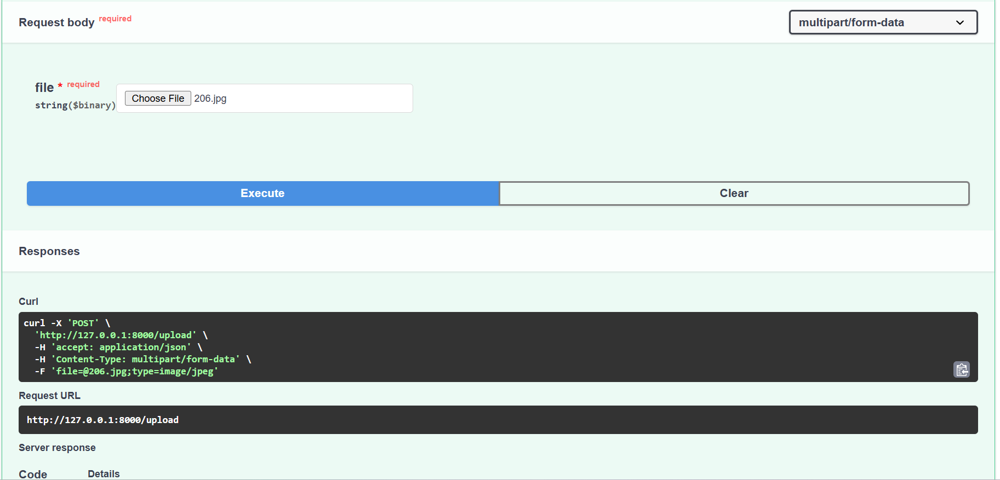 Request body required
multipart/form-data
file * required
string($binary)
Choose File 206.jpg
Execute
Clear
Responses
Curl
curl -X 'POST' \
  'http://127.0.0.1:8000/upload' \
  -H 'accept: application/json' \
  -H 'Content-Type: multipart/form-data' \
  -F 'file=@206.jpg;type=image/jpeg'
Request URL
http://127.0.0.1:8000/upload
Server response
Code Details